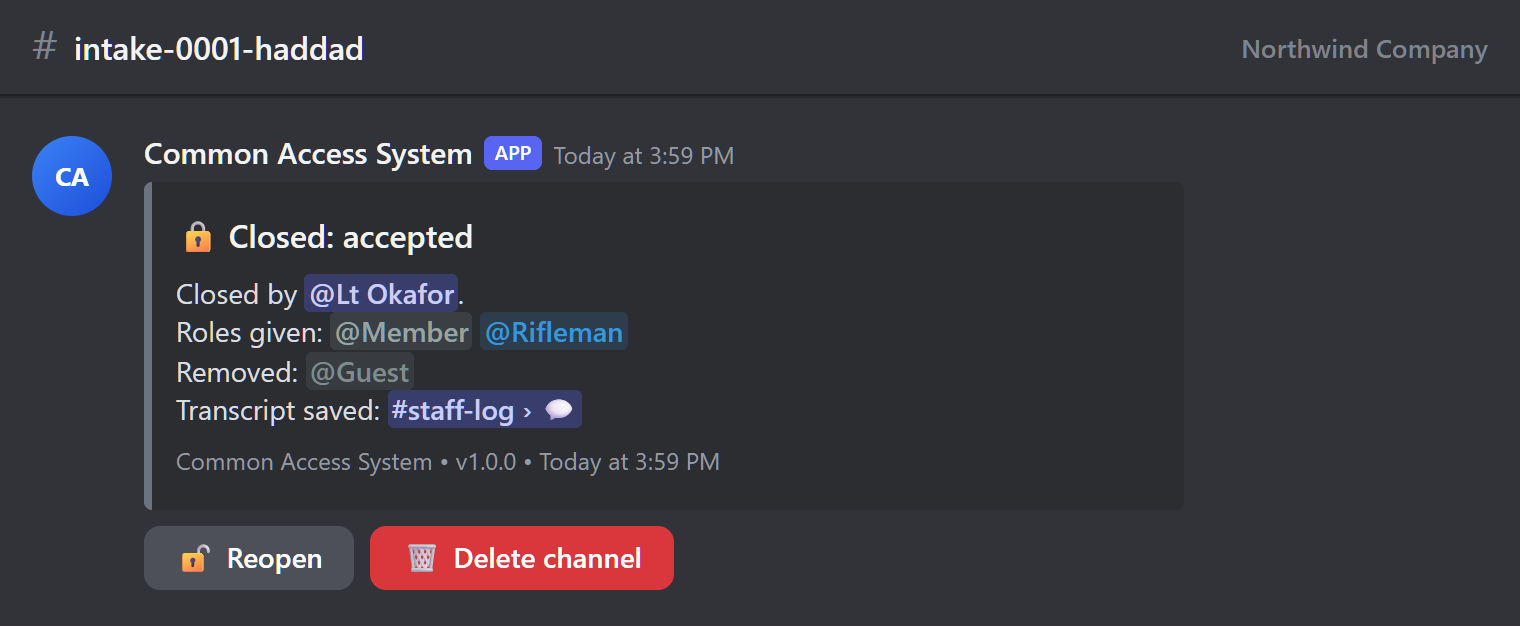 # intake-0001-haddad
Northwind Company
CA
Common Access System APP Today at 3:59 PM
🔒 Closed: accepted
Closed by @Lt Okafor.
Roles given: @Member @Rifleman
Removed: @Guest
Transcript saved: #staff-log › 💬
Common Access System • v1.0.0 • Today at 3:59 PM
🔓 Reopen
🗑️ Delete channel